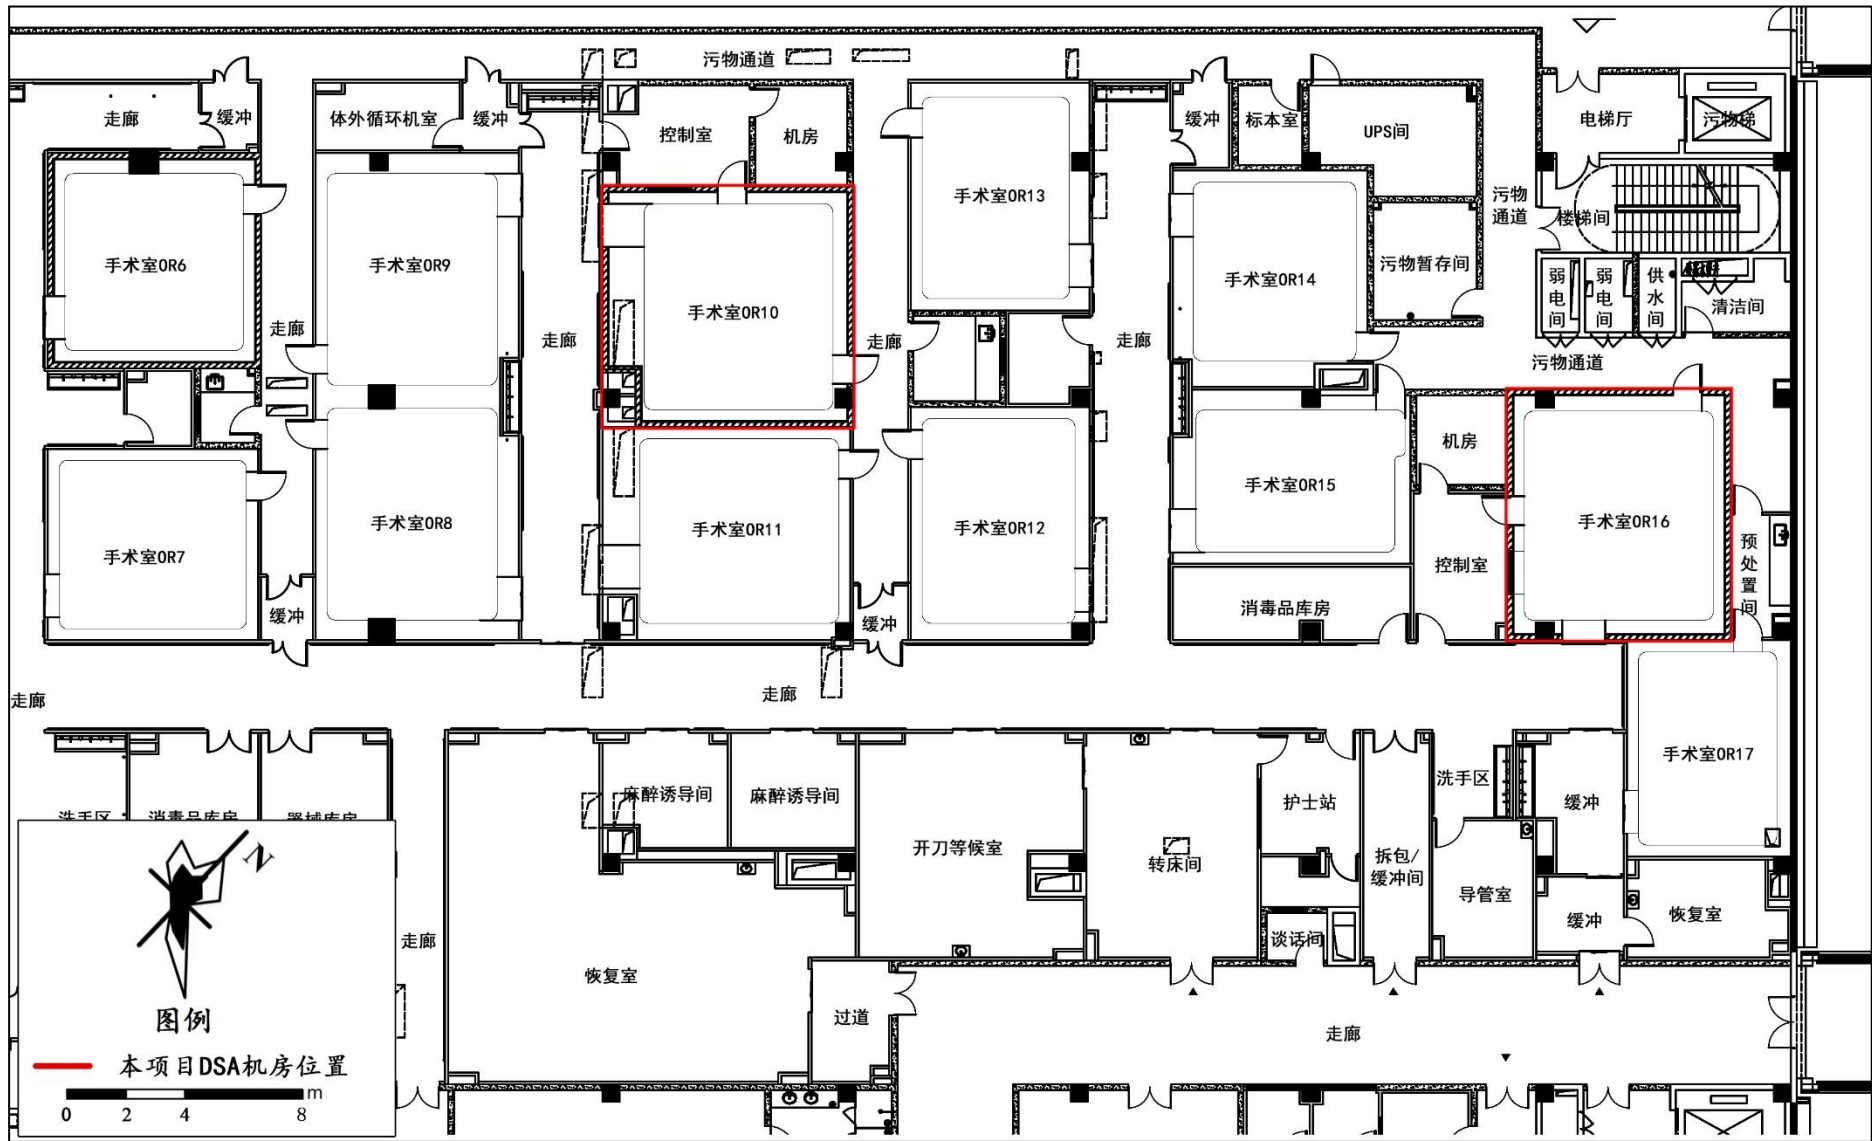 污物通道
走廊
缓冲
体外循环机室
缓冲
控制室
机房
缓冲
标本室
UPS间
电梯厅
污物梯
手术室OR6
手术室OR9
手术室OR10
手术室OR13
手术室OR14
污物
通道
楼梯间
污物暂存间
弱
电
间
弱
电
间
供
水
间
清洁间
走廊
走廊
走廊
走廊
污物通道
手术室OR7
手术室OR8
手术室OR11
手术室OR12
手术室OR15
机房
手术室OR16
控制室
预
处
置
间
缓冲
缓冲
消毒品库房
走廊
走廊
手术室OR17
洗手区
消毒品库房
器械库房
麻醉诱导间
麻醉诱导间
开刀等候室
转床间
护士站
拆包/
缓冲间
洗手区
导管室
缓冲
缓冲
恢复室
谈话间
走廊
恢复室
过道
走廊
N
图例
本项目DSA机房位置
m
0 2 4 8